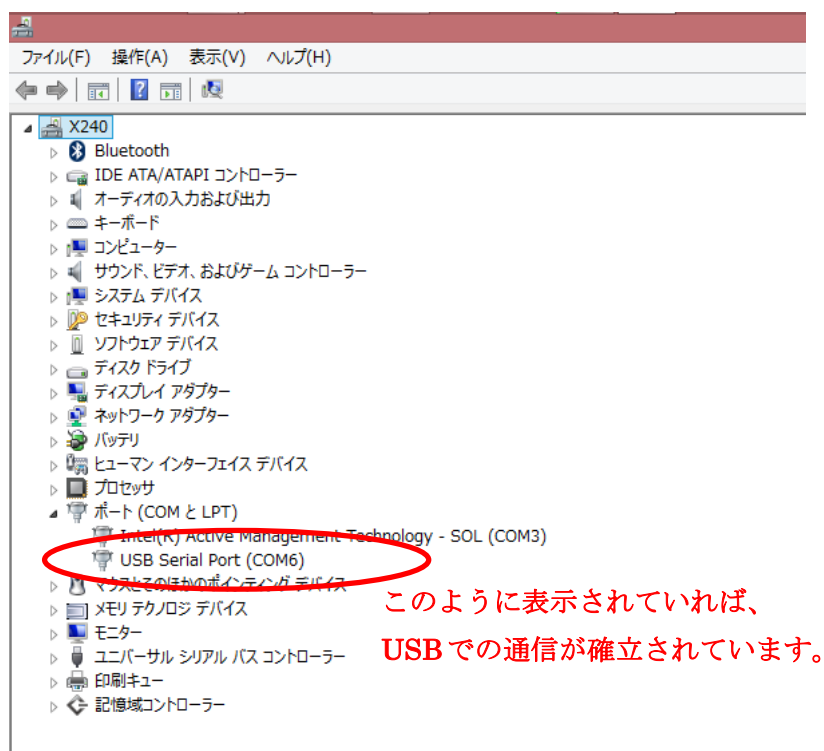 ファイル(F) 操作(A) 表示(V) ヘルプ(H)
X240
Bluetooth
IDE ATA/ATAPI コントローラー
オーディオの入力および出力
キーボード
コンピューター
サウンド、ビデオ、およびゲーム コントローラー
システム デバイス
セキュリティ デバイス
ソフトウェア デバイス
ディスク ドライブ
ディスプレイ アダプター
ネットワーク アダプター
バッテリ
ヒューマン インターフェイス デバイス
プロセッサ
ポート (COM と LPT)
Intel(R) Active Management Technology - SOL (COM3)
USB Serial Port (COM6)
マウスとそのほかのポインティング デバイス
メモリ テクノロジ デバイス
モニター
ユニバーサル シリアル バス コントローラー
印刷キュー
記憶域コントローラー
このように表示されていれば、
USBでの通信が確立されています。